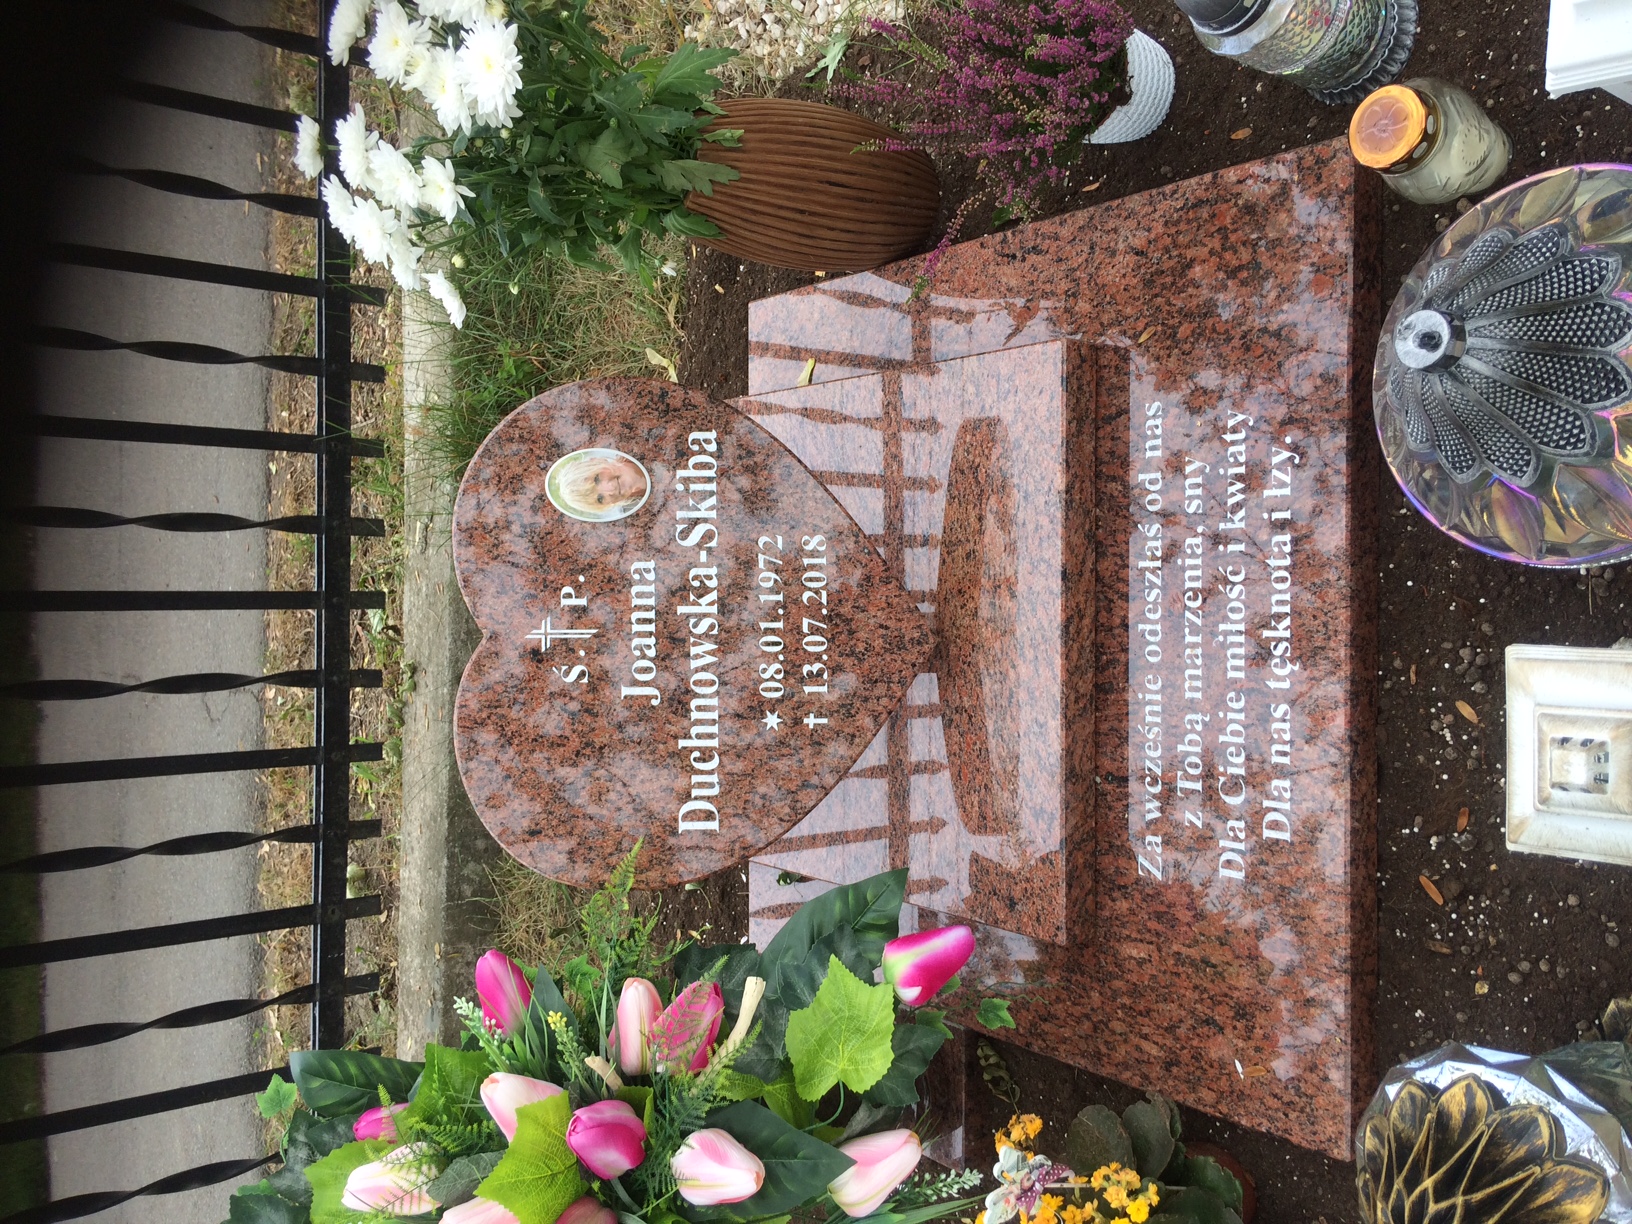 Ś. P.
Joanna
Duchnowska-Skiba
✶ 08.01.1972
✝ 13.07.2018
Za wcześnie odeszłaś od nas
z Tobą marzenia, sny
Dla Ciebie miłość i kwiaty
Dla nas tęsknota i łzy.